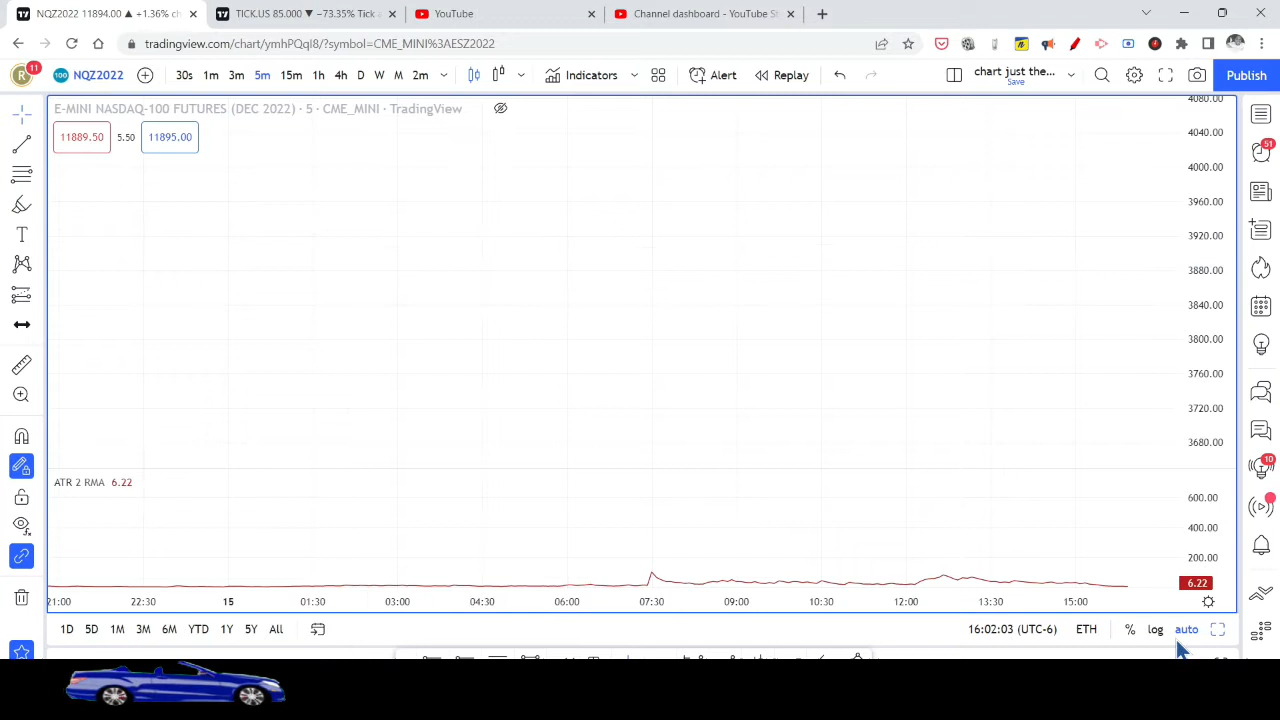 NQZ2022 11894.00 ▲ +1.36% ch
TICK.US 85.000 ▼ −73.35% Tick a
YouTube
Channel dashboard - YouTube St
tradingview.com/chart/ymhPQqI8/?symbol=CME_MINI%3AESZ2022
R 11
100 NQZ2022 30s 1m 3m 5m 15m 1h 4h D W M 2m Indicators Alert Replay chart just the... Save Publish
E-MINI NASDAQ-100 FUTURES (DEC 2022) · 5 · CME_MINI · TradingView
11889.50 5.50 11895.00
4080.00
4040.00
4000.00
3960.00
3920.00
3880.00
3840.00
3800.00
3760.00
3720.00
3680.00
ATR 2 RMA 6.22
600.00
400.00
200.00
6.22
21:00 22:30 15 01:30 03:00 04:30 06:00 07:30 09:00 10:30 12:00 13:30 15:00
1D 5D 1M 3M 6M YTD 1Y 5Y All 16:02:03 (UTC-6) ETH % log auto
51
10